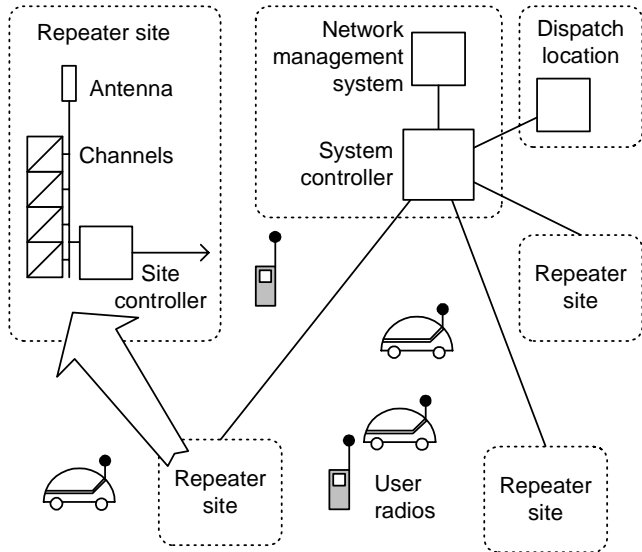 Repeater site
Antenna
Channels
Site
controller
Network
management
system
System
controller
Dispatch
location
Repeater
site
Repeater
site
User
radios
Repeater
site